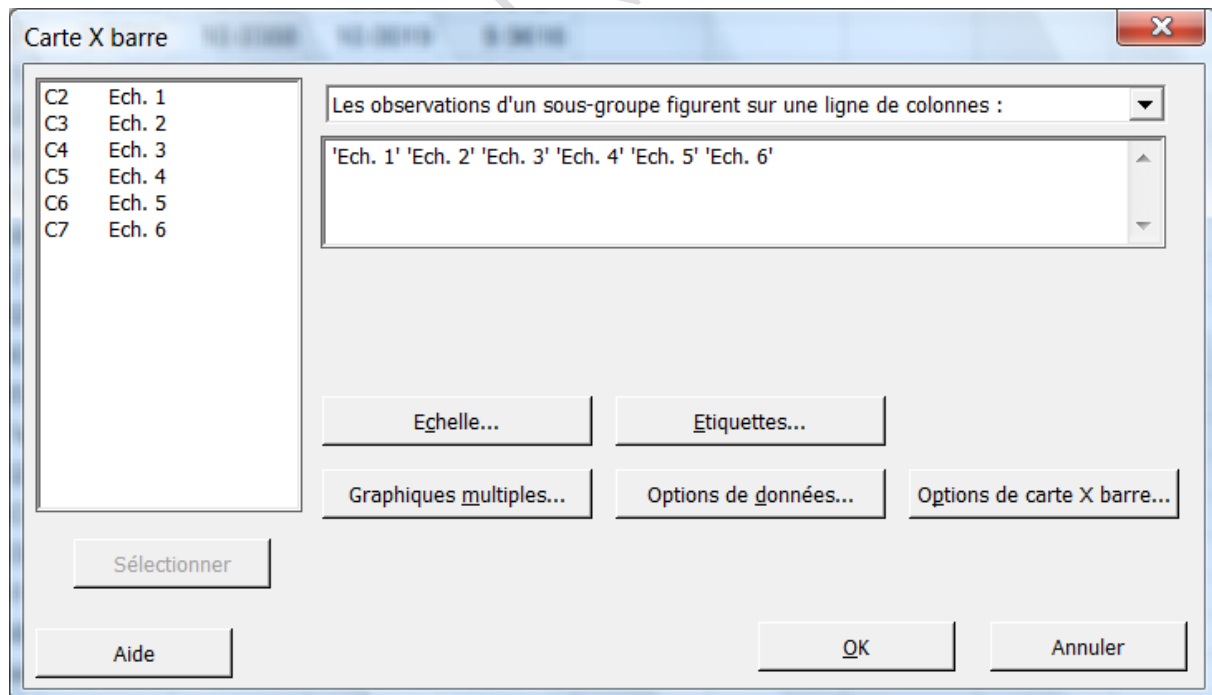 Carte X barre
C2 Ech. 1
C3 Ech. 2
C4 Ech. 3
C5 Ech. 4
C6 Ech. 5
C7 Ech. 6
Les observations d'un sous-groupe figurent sur une ligne de colonnes :
'Ech. 1' 'Ech. 2' 'Ech. 3' 'Ech. 4' 'Ech. 5' 'Ech. 6'
Echelle...
Etiquettes...
Graphiques multiples...
Options de données...
Options de carte X barre...
Sélectionner
Aide
OK
Annuler